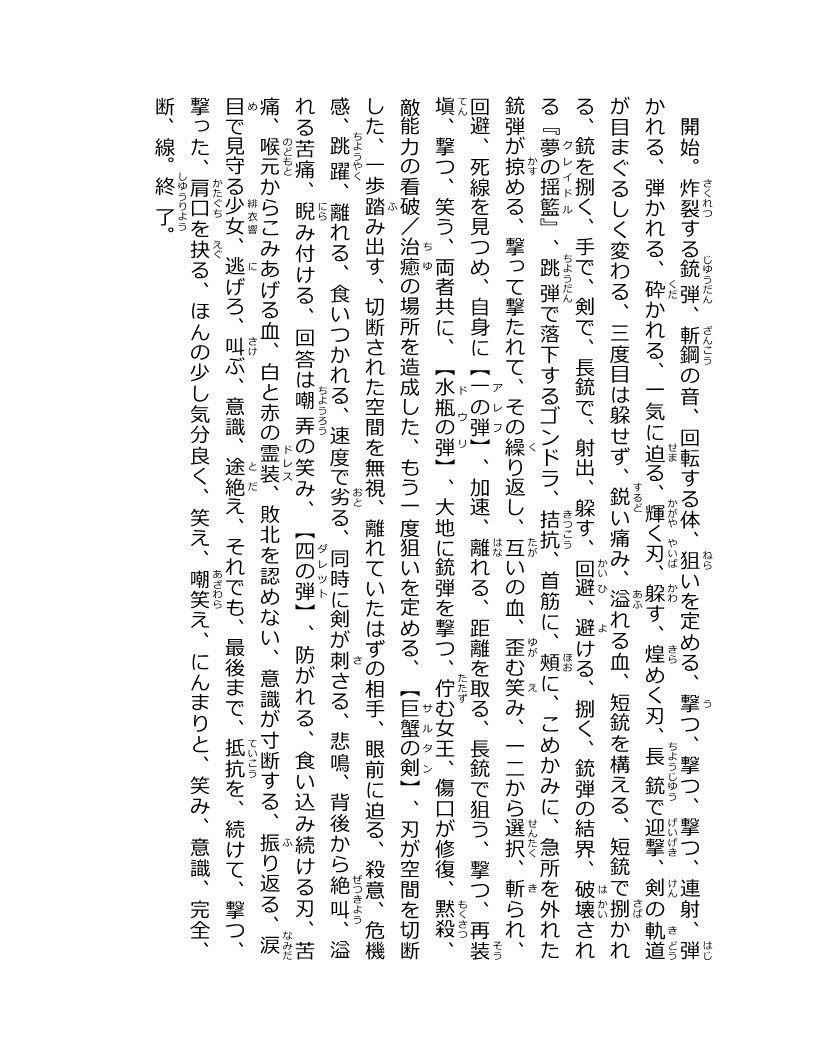 開始。炸裂する銃弾、斬鋼の音、回転する体、狙いを定める、撃つ、撃つ、撃つ、連射、弾
かれる、弾かれる、砕かれる、一気に迫る、輝く刃、躱す、煌めく刃、長銃で迎撃、剣の軌道
が目まぐるしく変わる、三度目は躱せず、鋭い痛み、溢れる血、短銃を構える、短銃で捌かれ
る、銃を捌く、手で、剣で、長銃で、射出、躱す、回避、避ける、捌く、銃弾の結界、破壊され
る『夢の揺籃』、跳弾で落下するゴンドラ、拮抗、首筋に、頬に、こめかみに、急所を外れた
銃弾が掠める、撃って撃たれて、その繰り返し、互いの血、歪む笑み、一二から選択、斬られ、
回避、死線を見つめ、自身に【一の弾】、加速、離れる、距離を取る、長銃で狙う、撃つ、再装
塡、撃つ、笑う、両者共に、【水瓶の弾】、大地に銃弾を撃つ、佇む女王、傷口が修復、黙殺、
敵能力の看破／治癒の場所を造成した、もう一度狙いを定める、【巨蟹の剣】、刃が空間を切断
した、一歩踏み出す、切断された空間を無視、離れていたはずの相手、眼前に迫る、殺意、危機
感、跳躍、離れる、食いつかれる、速度で劣る、同時に剣が刺さる、悲鳴、背後から絶叫、溢
れる苦痛、睨み付ける、回答は嘲弄の笑み、【四の弾】、防がれる、食い込み続ける刃、苦
痛、喉元からこみあげる血、白と赤の霊装、敗北を認めない、意識が寸断する、振り返る、涙
目で見守る少女、逃げろ、叫ぶ、意識、途絶え、それでも、最後まで、抵抗を、続けて、撃つ、
撃った、肩口を抉る、ほんの少し気分良く、笑え、嘲笑え、にんまりと、笑み、意識、完全、
断、線。終了。